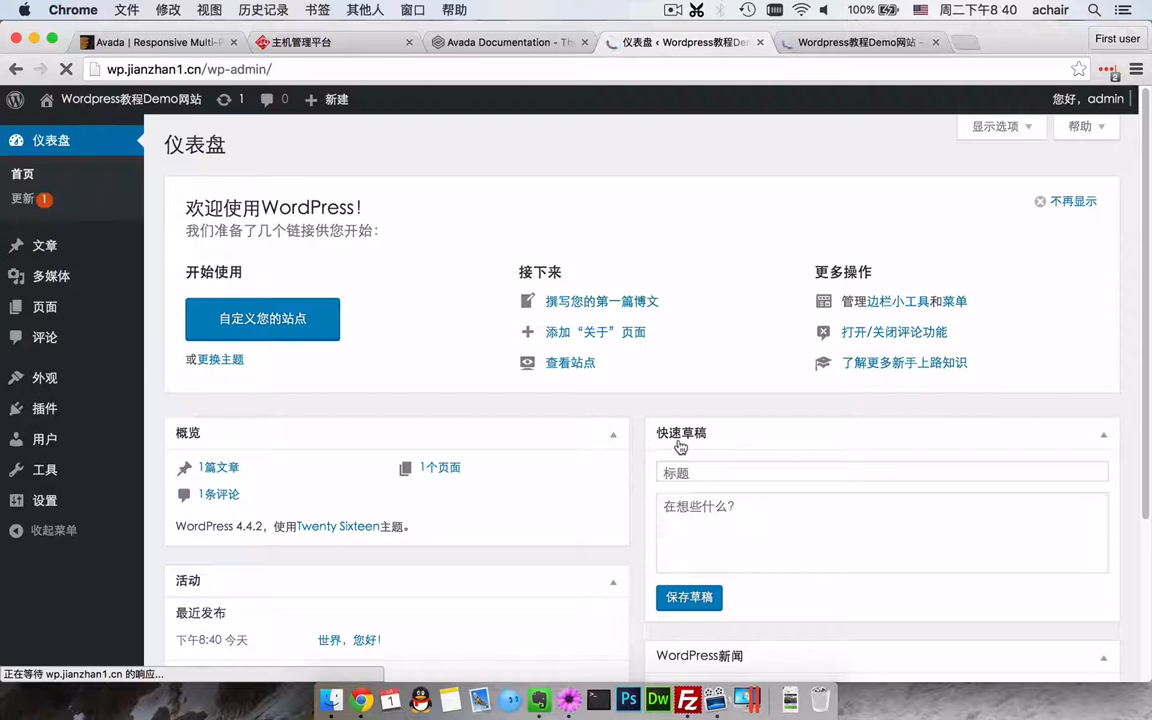 Chrome 文件 修改 视图 历史记录 书签 其他人 窗口 帮助 100% 周二下午8 40 achair
Avada | Responsive Multi-P
主机管理平台
Avada Documentation - Th
仪表盘 ‹ Wordpress教程Der
Wordpress教程Demo网站 –
First user
wp.jianzhan1.cn/wp-admin/
2
Wordpress教程Demo网站 1 0 新建 您好，admin
显示选项 帮助
仪表盘
首页
更新 1
文章
多媒体
页面
评论
外观
插件
用户
工具
设置
收起菜单
仪表盘
欢迎使用WordPress！
我们准备了几个链接供您开始：
不再显示
开始使用
自定义您的站点
或更换主题
接下来
撰写您的第一篇博文
添加“关于”页面
查看站点
更多操作
管理边栏小工具和菜单
打开/关闭评论功能
了解更多新手上路知识
概览
1篇文章
1个页面
1条评论
WordPress 4.4.2，使用Twenty Sixteen主题。
活动
最近发布
下午8:40 今天 世界，您好！
快速草稿
标题
在想些什么？
保存草稿
WordPress新闻
正在等待 wp.jianzhan1.cn 的响应...
1
Ps
Dw
Fz